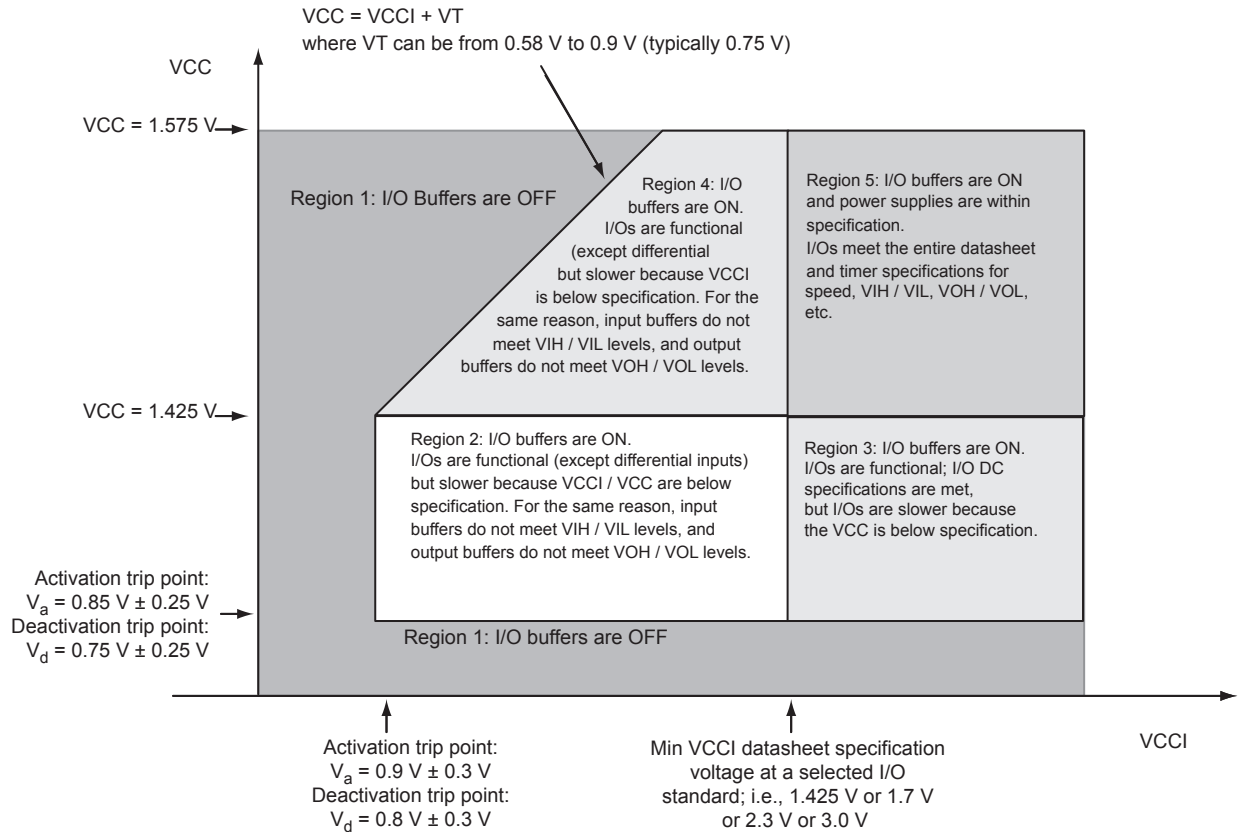 VCC = VCCI + VT
where VT can be from 0.58 V to 0.9 V (typically 0.75 V)
VCC
VCC = 1.575 V
Region 1: I/O Buffers are OFF
Region 4: I/O
buffers are ON.
I/Os are functional
(except differential
but slower because VCCI
is below specification. For the
same reason, input buffers do not
meet VIH / VIL levels, and output
buffers do not meet VOH / VOL levels.
Region 5: I/O buffers are ON
and power supplies are within
specification.
I/Os meet the entire datasheet
and timer specifications for
speed, VIH / VIL, VOH / VOL,
etc.
VCC = 1.425 V
Region 2: I/O buffers are ON.
I/Os are functional (except differential inputs)
but slower because VCCI / VCC are below
specification. For the same reason, input
buffers do not meet VIH / VIL levels, and
output buffers do not meet VOH / VOL levels.
Region 3: I/O buffers are ON.
I/Os are functional; I/O DC
specifications are met,
but I/Os are slower because
the VCC is below specification.
Activation trip point:
Va = 0.85 V ± 0.25 V
Deactivation trip point:
Vd = 0.75 V ± 0.25 V
Region 1: I/O buffers are OFF
Activation trip point:
Va = 0.9 V ± 0.3 V
Deactivation trip point:
Vd = 0.8 V ± 0.3 V
Min VCCI datasheet specification
voltage at a selected I/O
standard; i.e., 1.425 V or 1.7 V
or 2.3 V or 3.0 V
VCCI